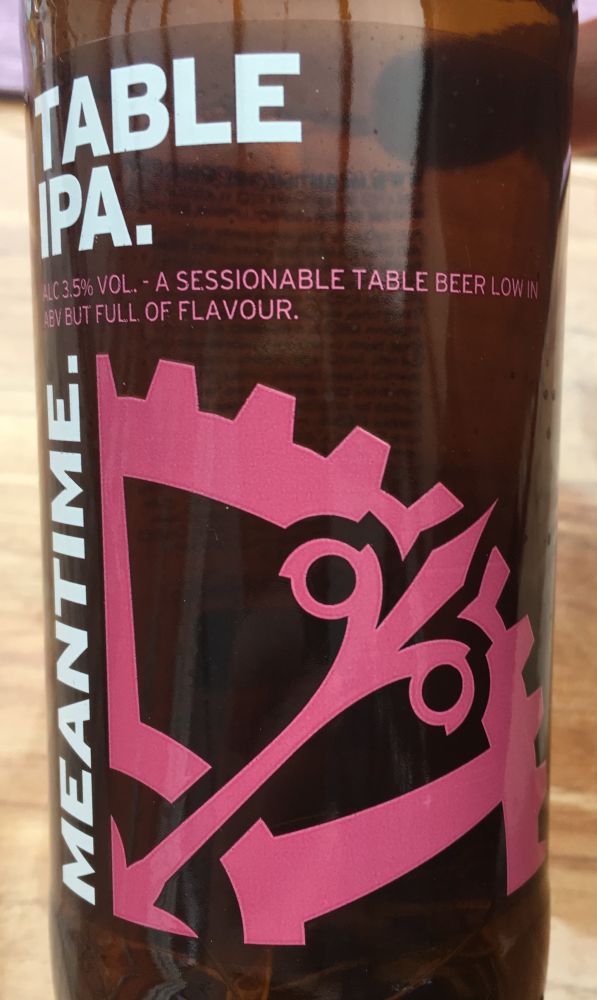 TABLE
IPA.
ALC 3.5% VOL. - A SESSIONABLE TABLE BEER LOW IN
ABV BUT FULL OF FLAVOUR.
MEANTIME.